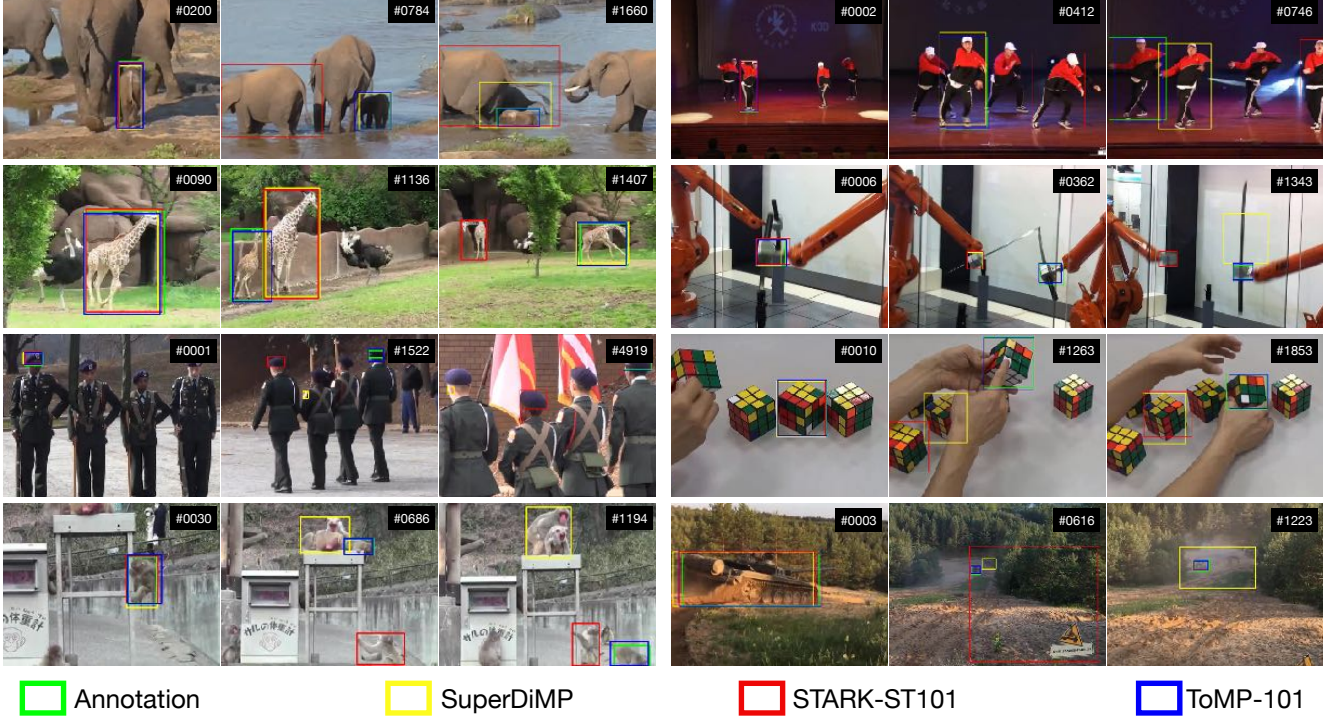 #0200 #0784 #1660 #0002 #0412 #0746
KOD
#0090 #1136 #1407 #0006 #0362 #1343
#0001 #1522 #4919 #0010 #1263 #1853
#0030 #0686 #1194 #0003 #0616 #1223
Annotation SuperDiMP STARK-ST101 ToMP-101